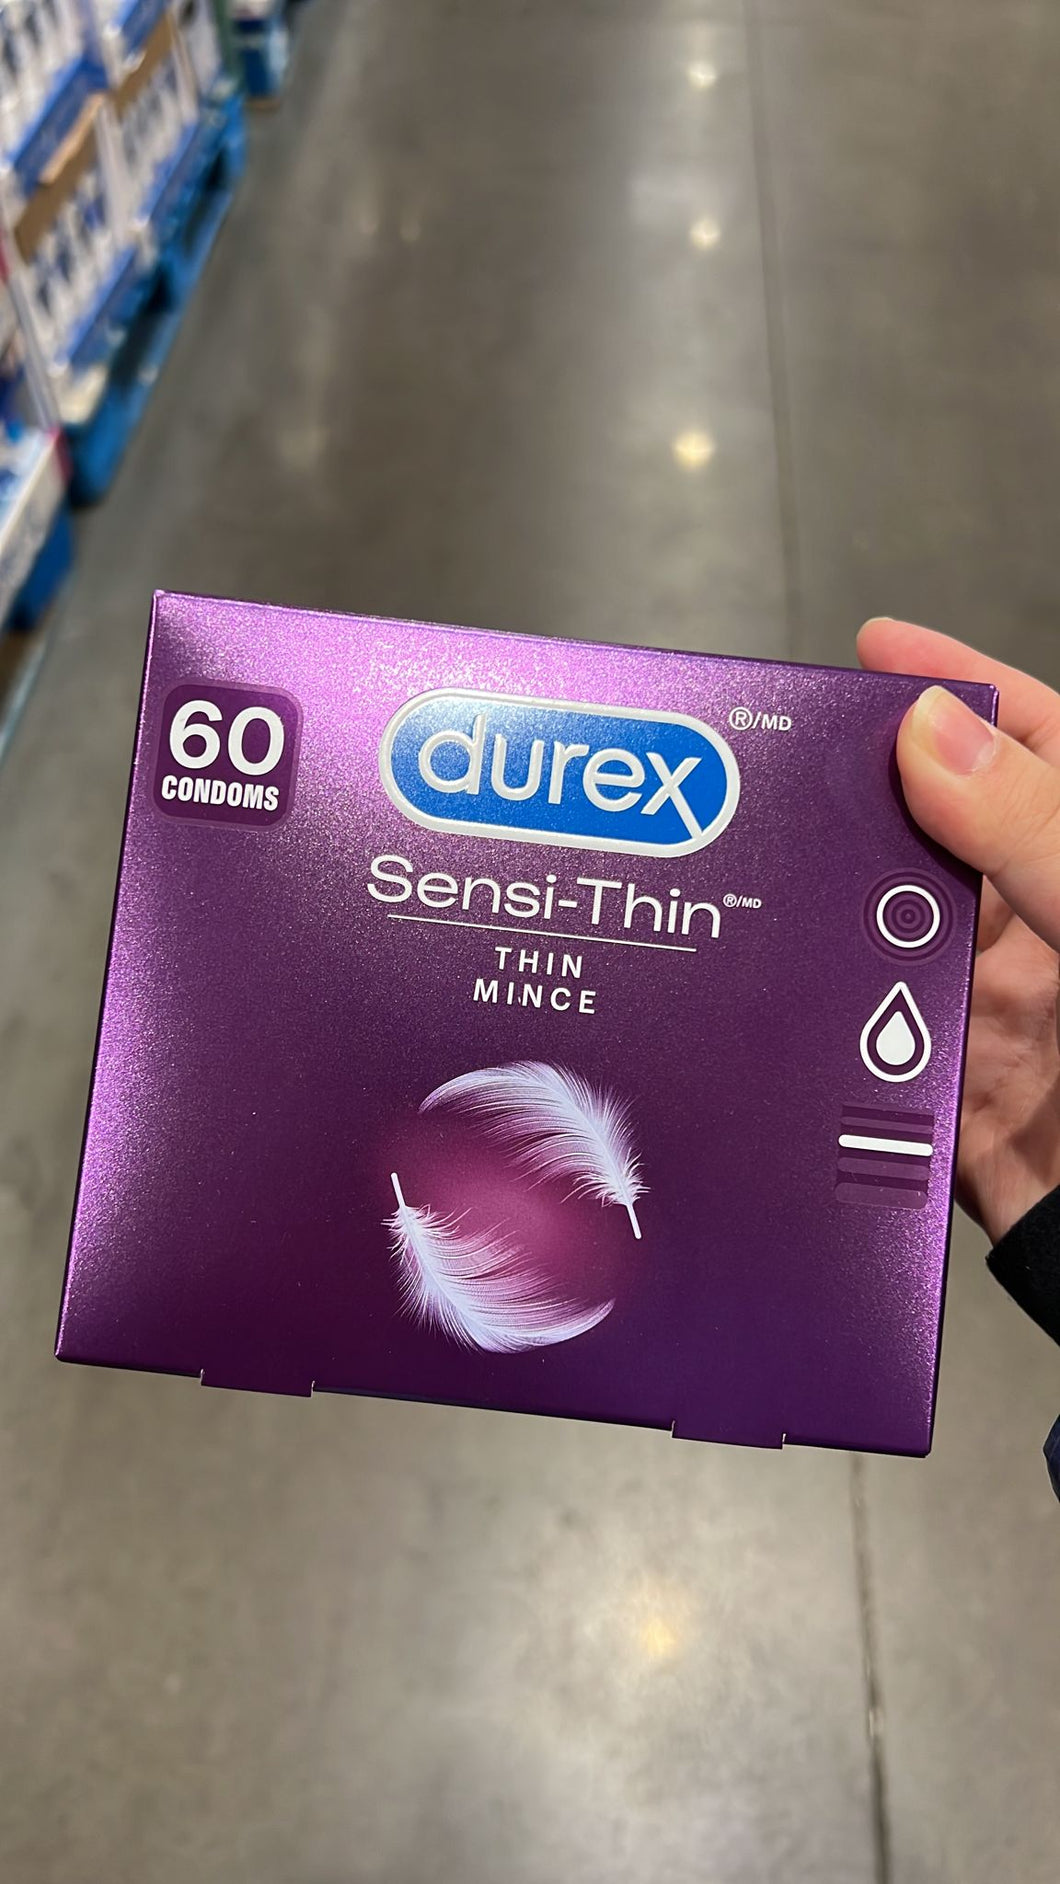 60
CONDOMS
durex ®/MD
Sensi-Thin ®/MD
THIN
MINCE